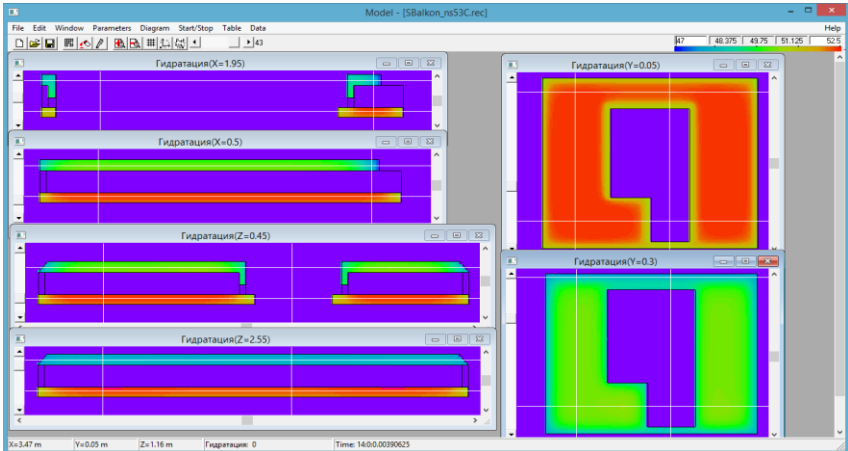 Model - [SBalkon_ns53C.rec]
File Edit Window Parameters Diagram Start/Stop Table Data Help
43
47 48.375 49.75 51.125 52.5
Гидратация(X=1.95)
Гидратация(X=0.5)
Гидратация(Z=0.45)
Гидратация(Z=2.55)
Гидратация(Y=0.05)
Гидратация(Y=0.3)
X=3.47 m Y=0.05 m Z=1.16 m Гидратация: 0 Time: 14:0:0.00390625